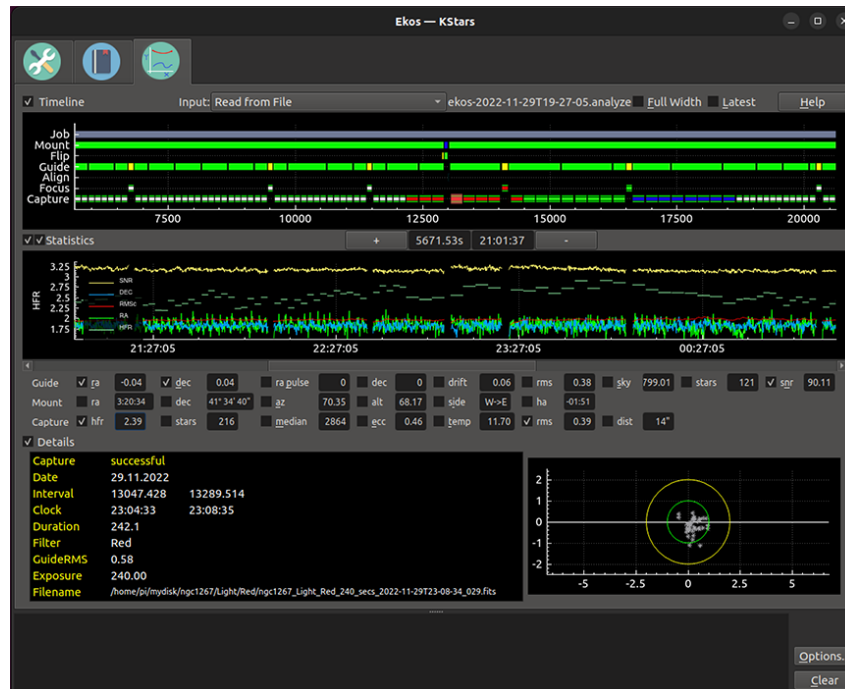 Ekos — KStars
Timeline Input: Read from File ekos-2022-11-29T19-27-05.analyze Full Width Latest Help
Job
Mount
Flip
Guide
Align
Focus
Capture
7500 10000 12500 15000 17500 20000
Statistics + 5671.53s 21:01:37 -
3.25
3
2.75
2.5
2.25
2
1.75
HFR
SNR
DEC
RMSc
RA
HFR
21:27:05 22:27:05 23:27:05 00:27:05
Guide ra -0.04 dec 0.04 ra pulse 0 dec 0 drift 0.06 rms 0.38 sky 799.01 stars 121 snr 90.11
Mount ra 3:20:34 dec 41° 34' 40" az 70.35 alt 68.17 side W->E ha -01:51
Capture hfr 2.39 stars 216 median 2864 ecc 0.46 temp 11.70 rms 0.39 dist 14"
Details
Capture successful
Date 29.11.2022
Interval 13047.428 13289.514
Clock 23:04:33 23:08:35
Duration 242.1
Filter Red
GuideRMS 0.58
Exposure 240.00
Filename /home/pi/mydisk/ngc1267/Light/Red/ngc1267_Light_Red_240_secs_2022-11-29T23-08-34_029.fits
2
1
0
-1
-2
-5 -2.5 0 2.5 5
Options.
Clear